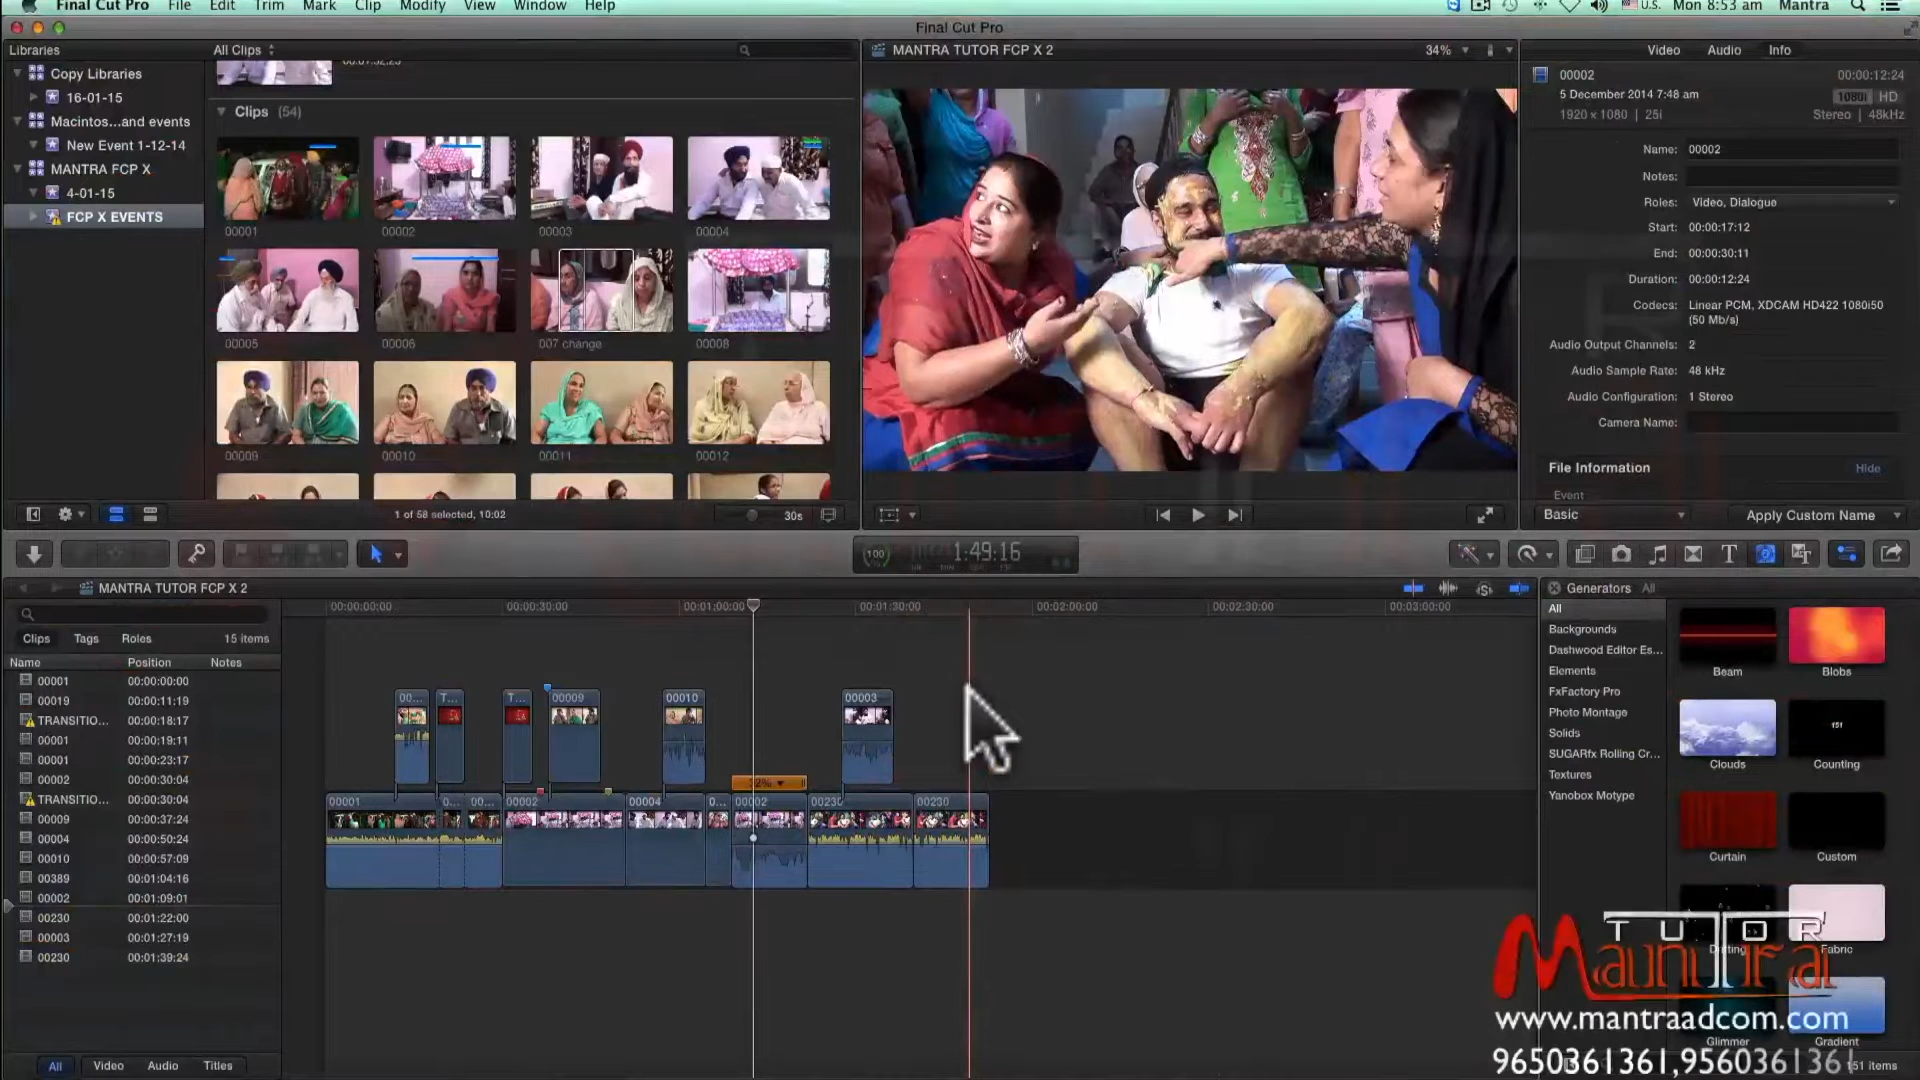 Final Cut Pro File Edit Trim Mark Clip Modify View Window Help U.S. Mon 8:53 am Mantra
Final Cut Pro
Libraries
All Clips
MANTRA TUTOR FCP X 2
34%
Video Audio Info
Copy Libraries
16-01-15
Macintos...and events
New Event 1-12-14
MANTRA FCP X
4-01-15
FCP X EVENTS
Clips (54)
00001 00002 00003 00004
00005 00006 007 change 00008
00009 00010 00011 00012
1 of 58 selected, 10:02
30s
00002 00:00:12:24
5 December 2014 7:48 am 1080i HD
1920 x 1080 | 25i Stereo | 48kHz
Name: 00002
Notes:
Roles: Video, Dialogue
Start: 00:00:17:12
End: 00:00:30:11
Duration: 00:00:12:24
Codecs: Linear PCM, XDCAM HD422 1080i50
(50 Mb/s)
Audio Output Channels: 2
Audio Sample Rate: 48 kHz
Audio Configuration: 1 Stereo
Camera Name:
File Information Hide
Event
Basic Apply Custom Name
100 1:49:16
MANTRA TUTOR FCP X 2
Clips Tags Roles 15 items
Name Position Notes
00001 00:00:00:00
00019 00:00:11:19
TRANSITIO... 00:00:18:17
00001 00:00:19:11
00001 00:00:23:17
00002 00:00:30:04
TRANSITIO... 00:00:30:04
00009 00:00:37:24
00004 00:00:50:24
00010 00:00:57:09
00389 00:01:04:16
00002 00:01:09:01
00230 00:01:22:00
00003 00:01:27:19
00230 00:01:39:24
All Video Audio Titles
00:00:00:00 00:00:30:00 00:01:00:00 00:01:30:00 00:02:00:00 00:02:30:00 00:03:00:00
00... T... T... 00009 00010 00003
00001 0... 00... 00002 00004 0... 00002 00230 00230
Generators All
All
Backgrounds
Dashwood Editor Es...
Elements
FxFactory Pro
Photo Montage
Solids
SUGARfx Rolling Cr...
Textures
Yanobox Motype
Beam Blobs
Clouds Counting
Curtain Custom
Drifting Fabric
Glimmer Gradient
151 items
TUTOR
Mantra
www.mantraadcom.com
9650361361,9560361361